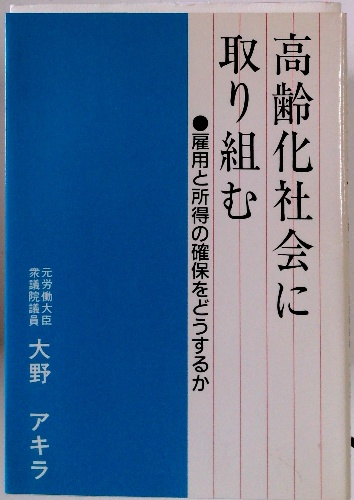 高齢化社会に
取り組む
●雇用と所得の確保をどうするか
元労働大臣
衆議院議員
大野 アキラ